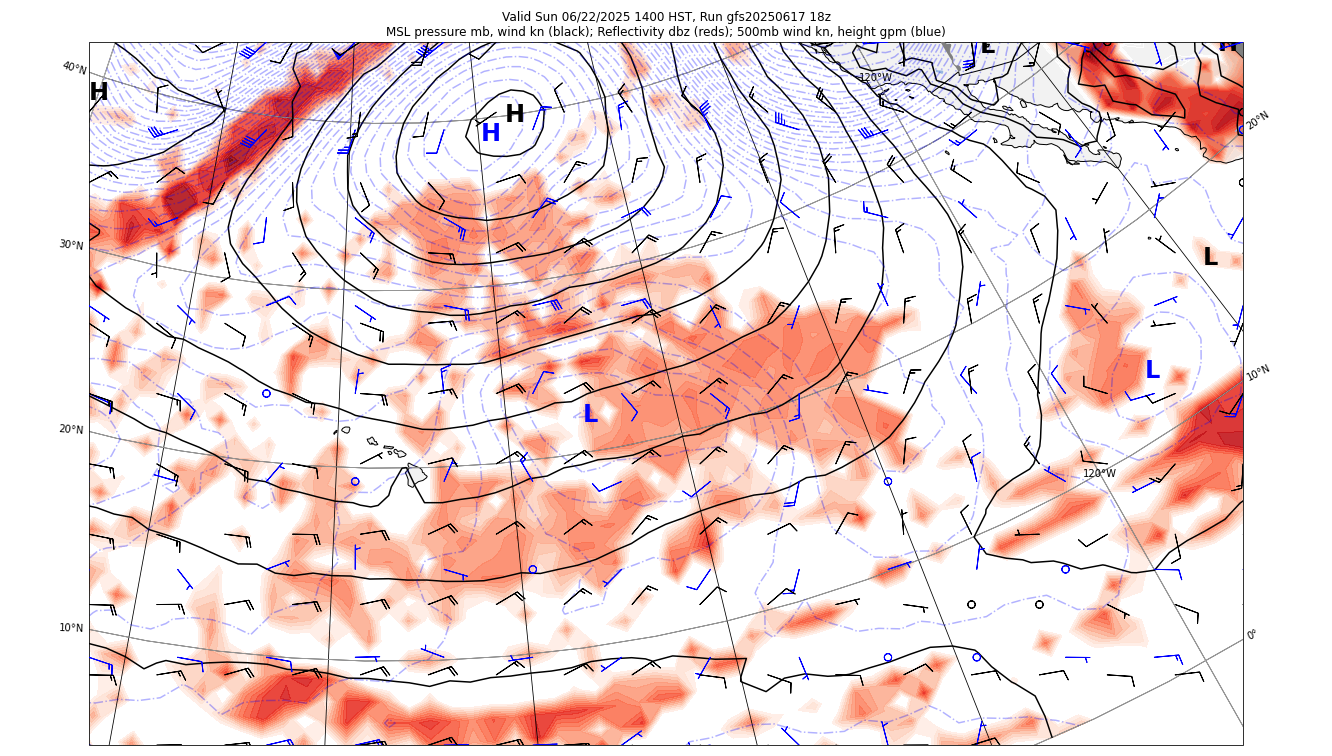 Valid Sun 06/22/2025 1400 HST, Run gfs20250617 18z
MSL pressure mb, wind kn (black); Reflectivity dbz (reds); 500mb wind kn, height gpm (blue)
L
H
40°N
120°W
H
H
H
20°N
30°N
L
L
10°N
L
20°N
120°W
10°N
0°